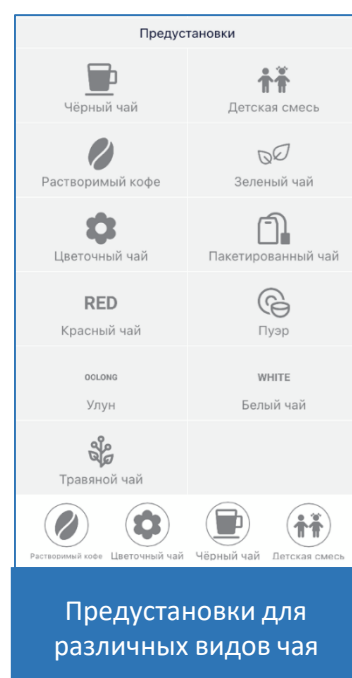 Предустановки
Чёрный чай
Детская смесь
Растворимый кофе
Зеленый чай
Цветочный чай
Пакетированный чай
RED
Красный чай
Пуэр
OOLONG
Улун
WHITE
Белый чай
Травяной чай
Растворимый кофе
Цветочный чай
Чёрный чай
Детская смесь
Предустановки для
различных видов чая